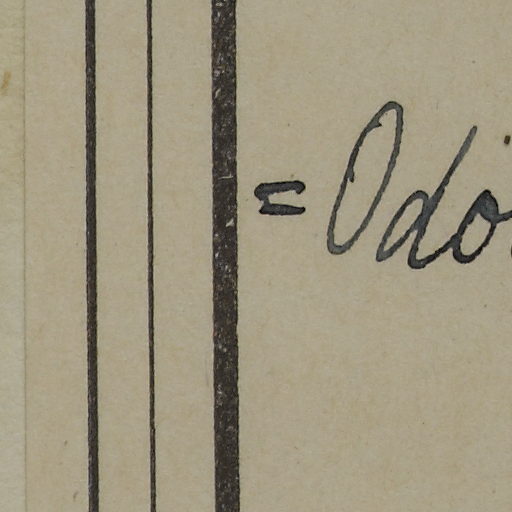 = Odo